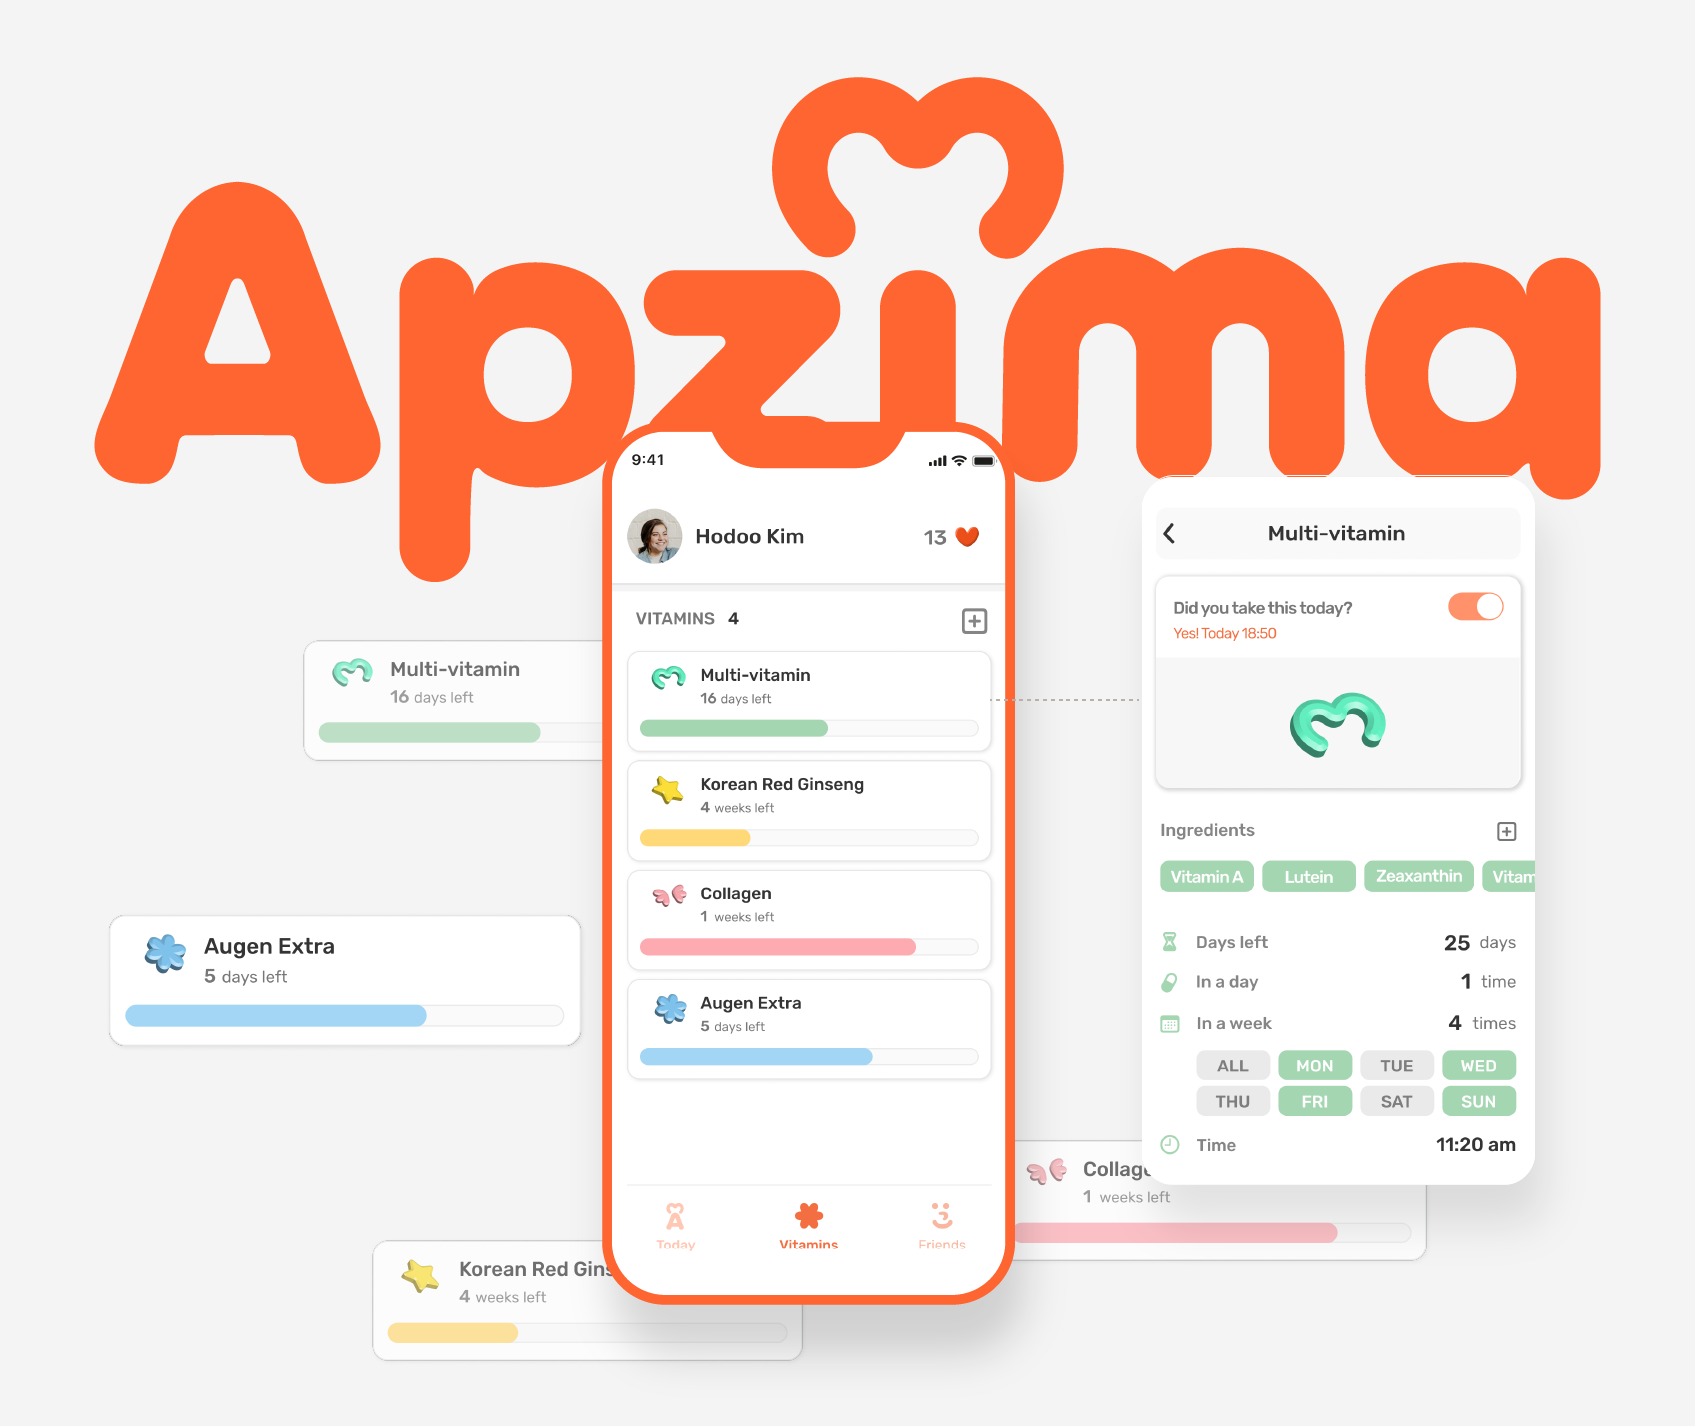 Apzima
9:41
Hodoo Kim
13
VITAMINS 4
Multi-vitamin
16 days left
Korean Red Ginseng
4 weeks left
Collagen
1 weeks left
Augen Extra
5 days left
Today
Vitamins
Friends
Multi-vitamin
16 days left
Augen Extra
5 days left
Korean Red Gins
4 weeks left
Collage
1 weeks left
Multi-vitamin
Did you take this today?
Yes! Today 18:50
Ingredients
Vitamin A Lutein Zeaxanthin Vitam
Days left 25 days
In a day 1 time
In a week 4 times
ALL MON TUE WED
THU FRI SAT SUN
Time 11:20 am